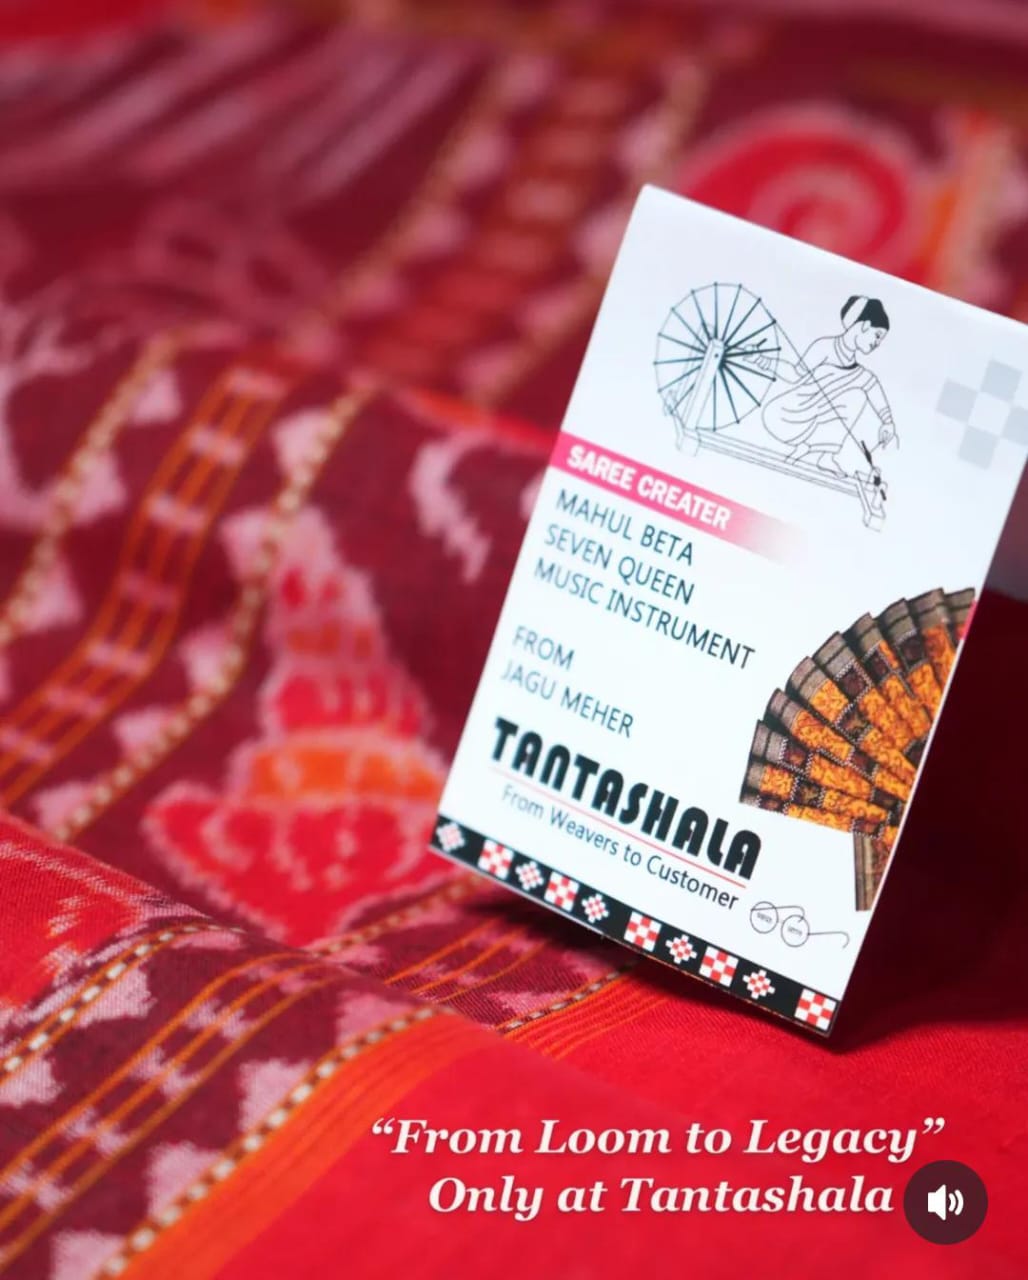 SAREE CREATER
MAHUL BETA
SEVEN QUEEN
MUSIC INSTRUMENT
FROM
JAGU MEHER
TANTASHALA
From Weavers to Customer
“From Loom to Legacy”
Only at Tantashala